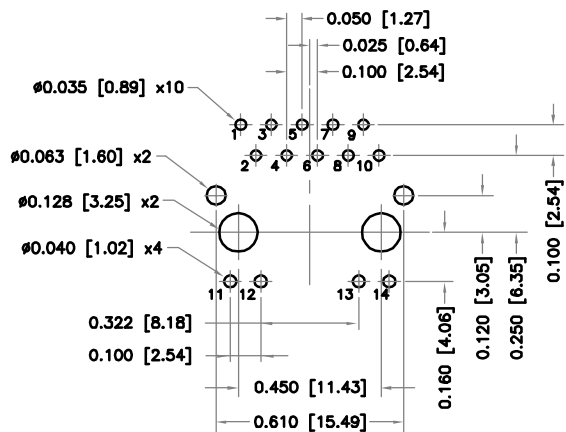 0.050 [1.27]
0.025 [0.64]
0.100 [2.54]
ø0.035 [0.89] x10
1 3 5 7 9
2 4 6 8 10
ø0.063 [1.60] x2
ø0.128 [3.25] x2
ø0.040 [1.02] x4
11 12 13 14
0.322 [8.18]
0.100 [2.54]
0.450 [11.43]
0.610 [15.49]
0.160 [4.06]
0.120 [3.05]
0.250 [6.35]
0.100 [2.54]